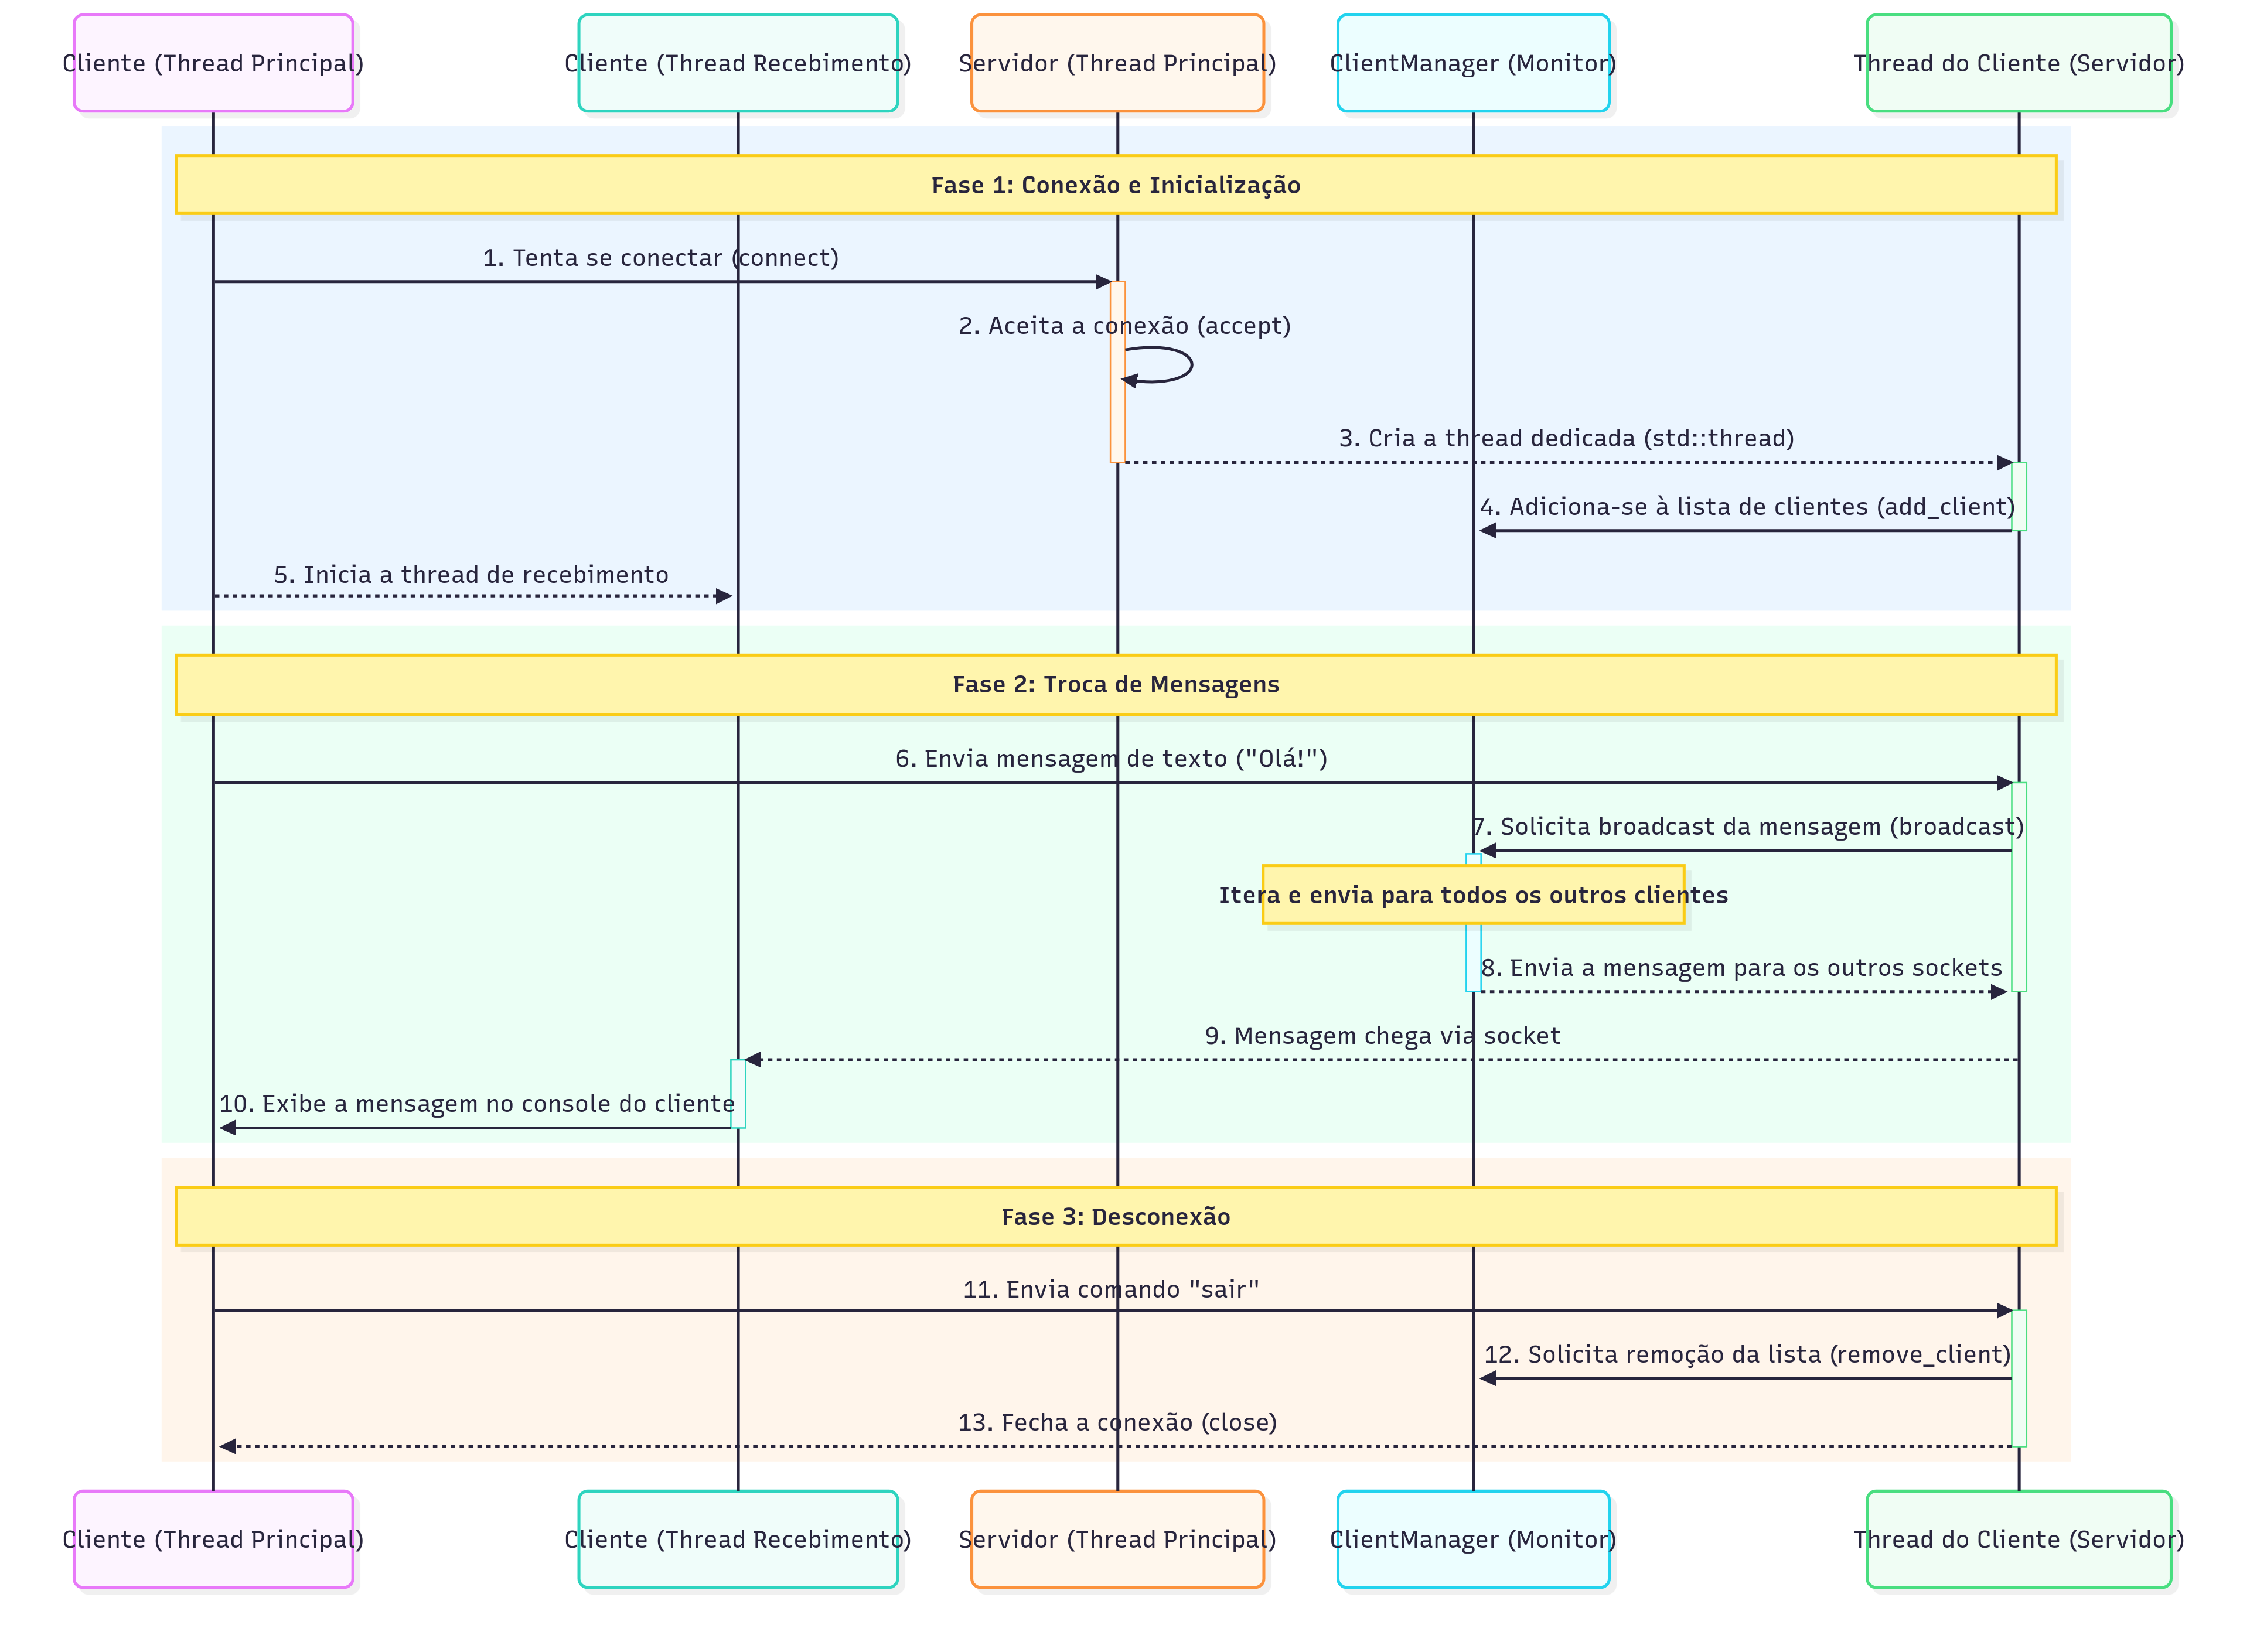 Cliente (Thread Principal)
Cliente (Thread Recebimento)
Servidor (Thread Principal)
ClientManager (Monitor)
Thread do Cliente (Servidor)
Fase 1: Conexão e Inicialização
1. Tenta se conectar (connect)
2. Aceita a conexão (accept)
3. Cria a thread dedicada (std::thread)
4. Adiciona-se à lista de clientes (add_client)
5. Inicia a thread de recebimento
Fase 2: Troca de Mensagens
6. Envia mensagem de texto ("Olá!")
7. Solicita broadcast da mensagem (broadcast)
Itera e envia para todos os outros clientes
8. Envia a mensagem para os outros sockets
9. Mensagem chega via socket
10. Exibe a mensagem no console do cliente
Fase 3: Desconexão
11. Envia comando "sair"
12. Solicita remoção da lista (remove_client)
13. Fecha a conexão (close)
Cliente (Thread Principal)
Cliente (Thread Recebimento)
Servidor (Thread Principal)
ClientManager (Monitor)
Thread do Cliente (Servidor)